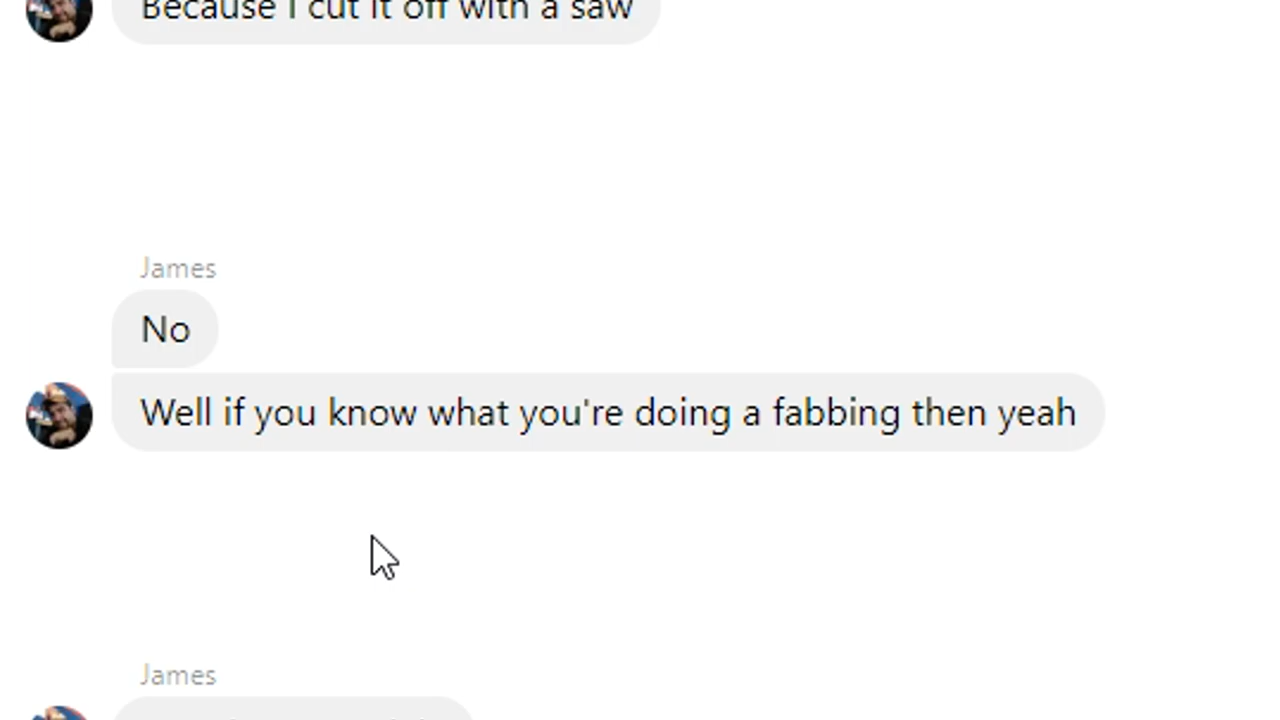 Because I cut it off with a saw
James
No
Well if you know what you're doing a fabbing then yeah
James